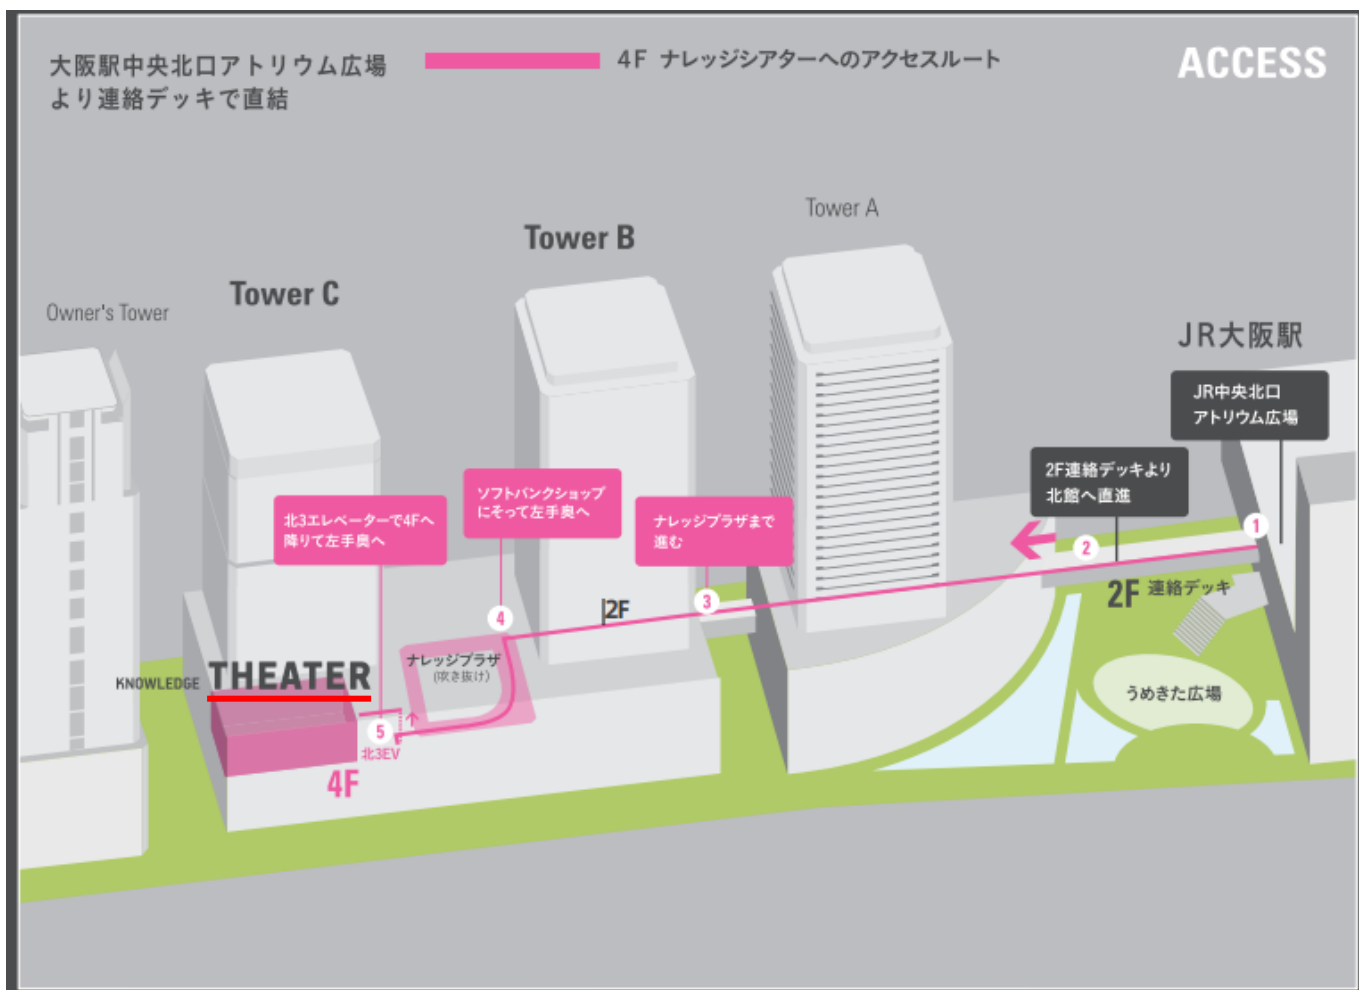 大阪駅中央北口アトリウム広場
より連絡デッキで直結
4F ナレッジシアターへのアクセスルート
ACCESS
Tower A
Tower B
Tower C
Owner's Tower
JR大阪駅
JR中央北口
アトリウム広場
2F連絡デッキより
北館へ直進
ソフトバンクショップ
にそって左手奥へ
ナレッジプラザまで
進む
北3エレベーターで4Fへ
降りて左手奥へ
1
2
2F 連絡デッキ
3
2F
4
ナレッジプラザ
(吹き抜け)
KNOWLEDGE THEATER
うめきた広場
5
北3EV
4F